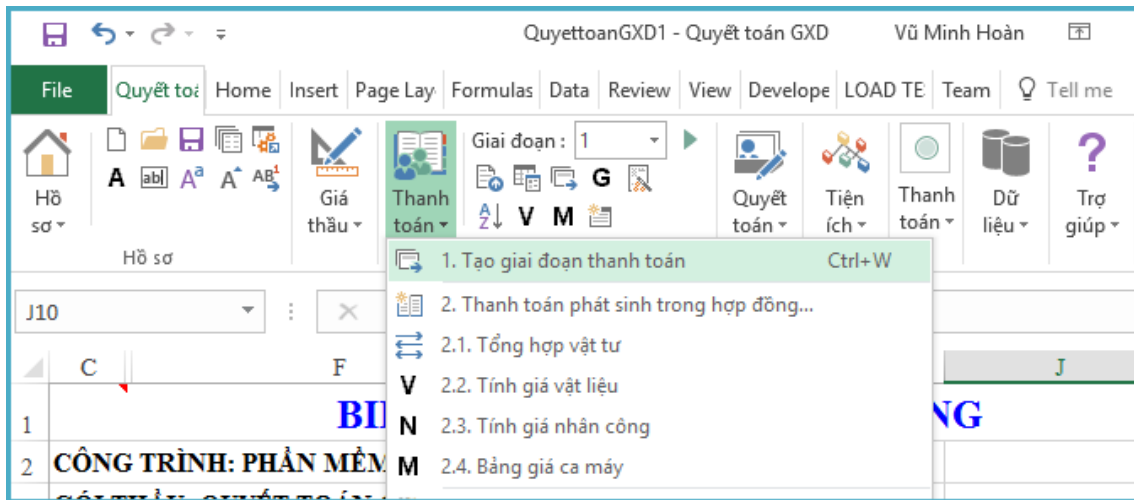 QuyettoanGXD1 - Quyết toán GXD Vũ Minh Hoàn
File Quyết toá Home Insert Page Lay Formulas Data Review View Develope LOAD TE Team Tell me
Giai đoạn : 1
A abl Aª A AB¹ G
A Z V M
Hồ sơ Giá thầu Thanh toán Quyết toán Tiện ích Thanh toán Dữ liệu Trợ giúp
Hồ sơ
1. Tạo giai đoạn thanh toán Ctrl+W
2. Thanh toán phát sinh trong hợp đồng...
J10
2.1. Tổng hợp vật tư
C F J
V 2.2. Tính giá vật liệu
1 NG
N 2.3. Tính giá nhân công
2 CÔNG TRÌNH: PHẦN MỀM
M 2.4. Bảng giá ca máy